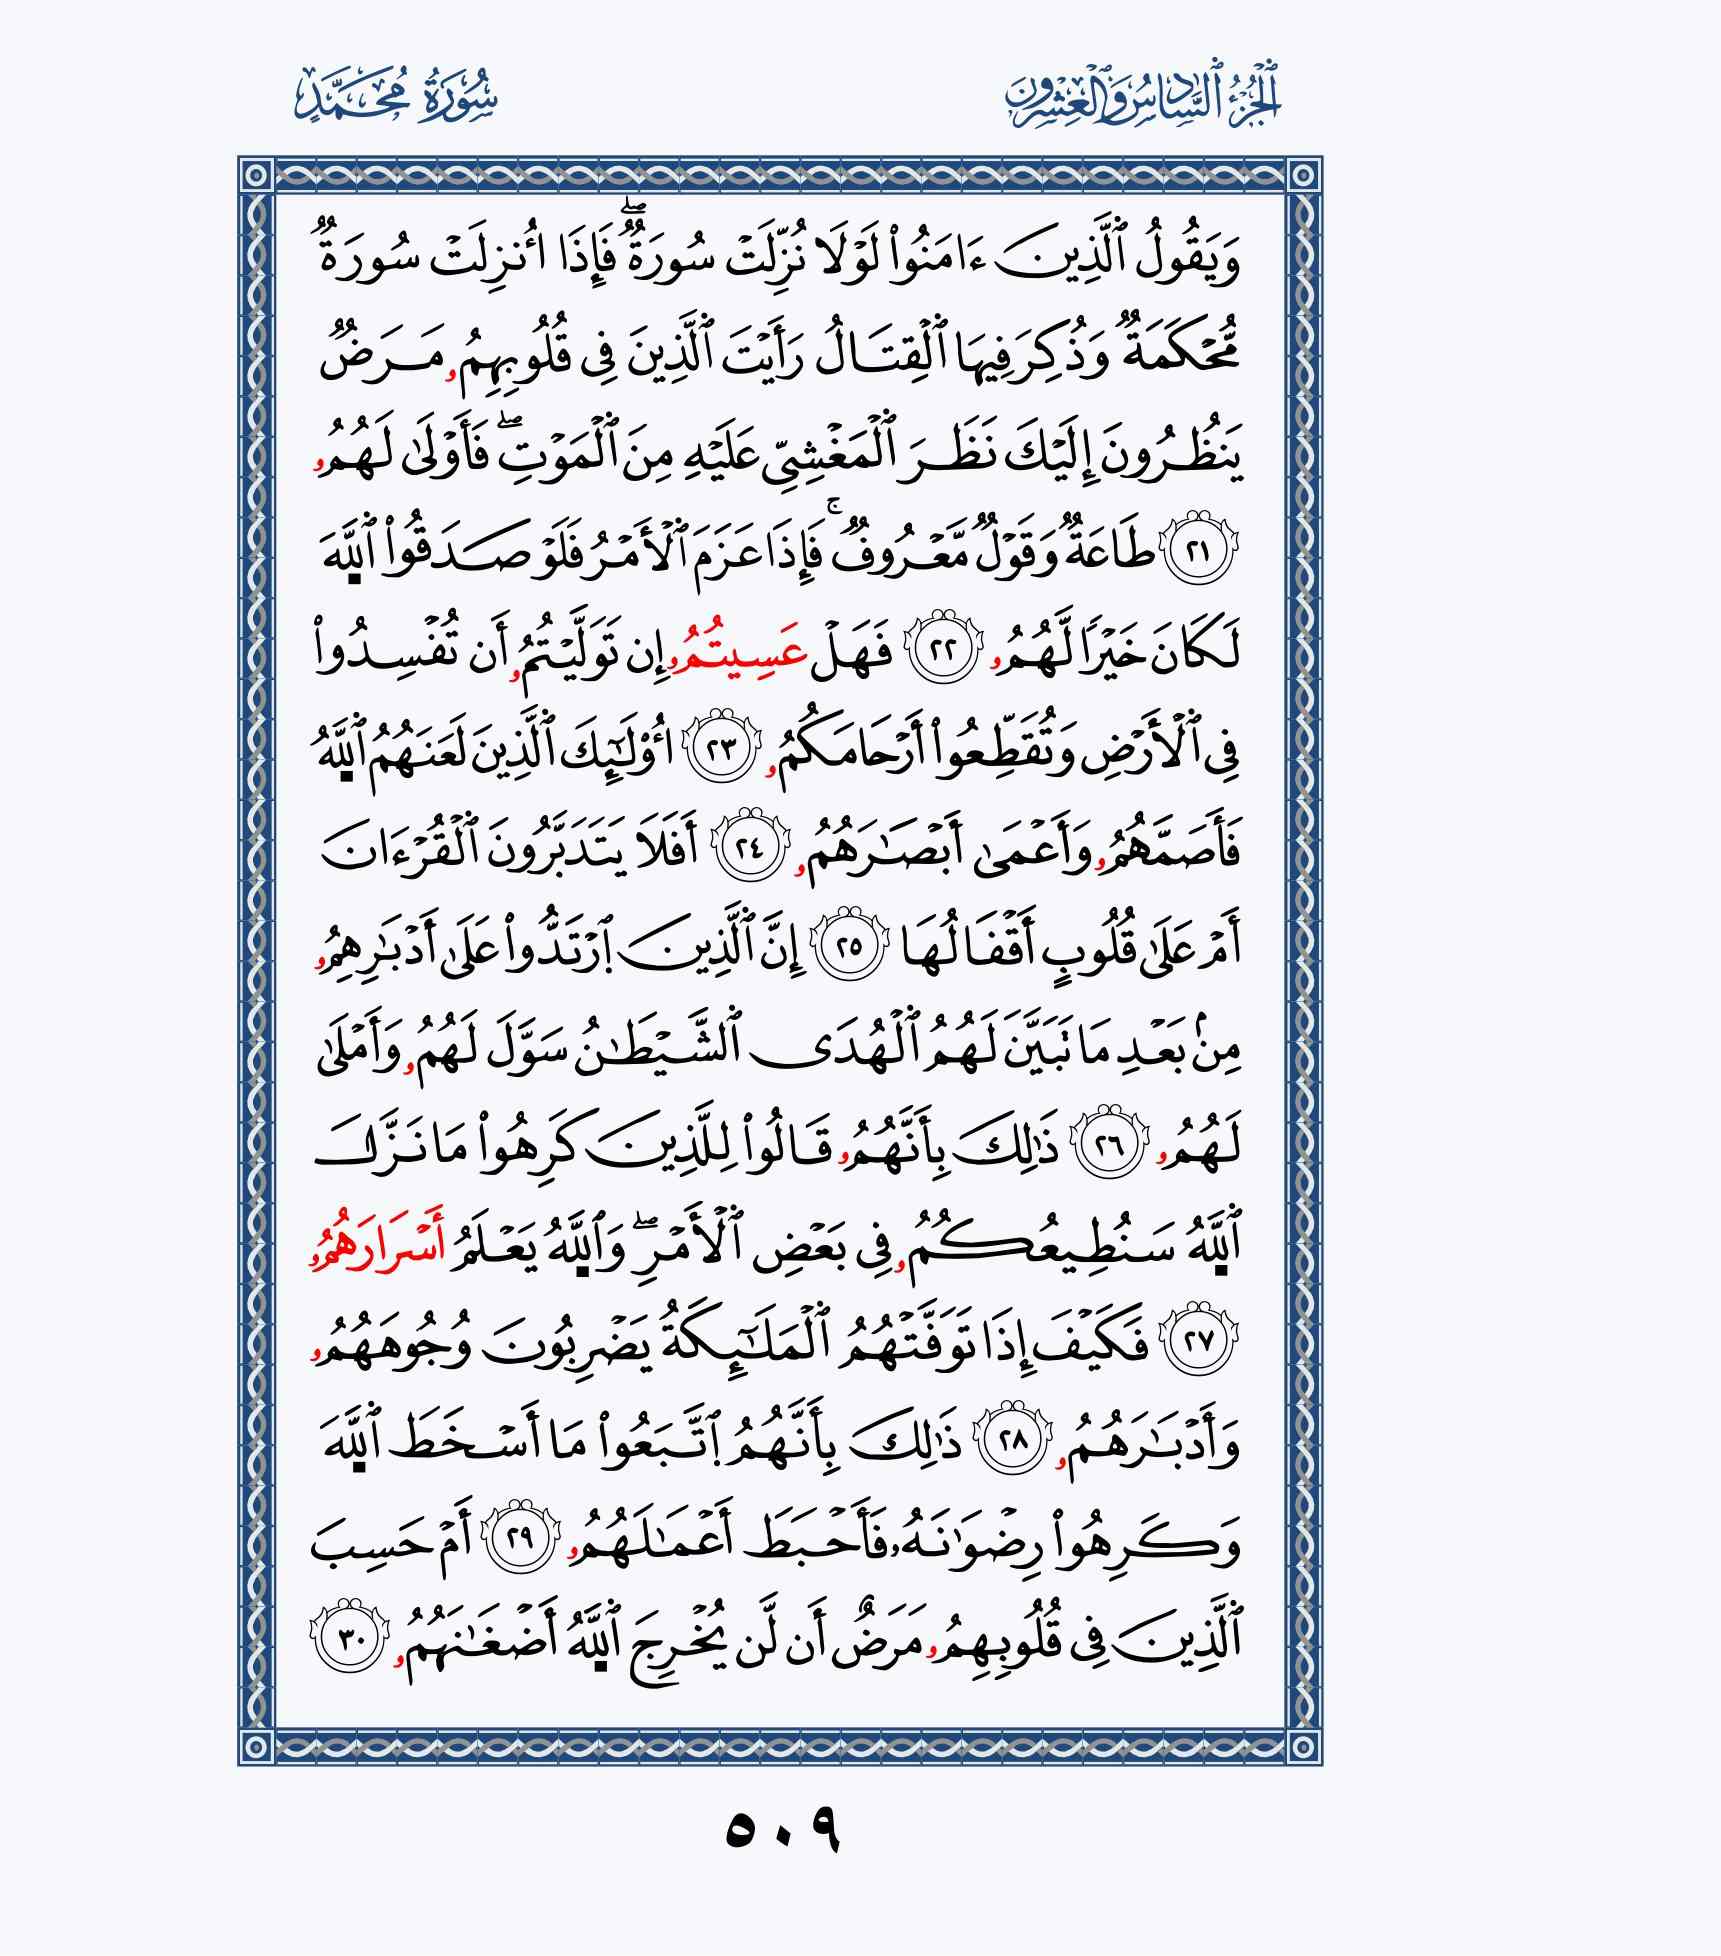 ٱلْجُزْءُ ٱلسَّادِسُ وَٱلْعِشْرُونَ
سُورَةُ مُحَمَّدٍ
وَيَقُولُ ٱلَّذِينَ ءَامَنُوا۟ لَوْلَا نُزِّلَتْ سُورَةٌۖ فَإِذَا أُنزِلَتْ سُورَةٌ
مُّحْكَمَةٌ وَذُكِرَ فِيهَا ٱلْقِتَالُ رَأَيْتَ ٱلَّذِينَ فِى قُلُوبِهِمُۥ مَرَضٌ
يَنظُرُونَ إِلَيْكَ نَظَرَ ٱلْمَغْشِىِّ عَلَيْهِ مِنَ ٱلْمَوْتِۖ فَأَوْلَىٰ لَهُمُۥ
٢١ طَاعَةٌ وَقَوْلٌ مَّعْرُوفٌۚ فَإِذَا عَزَمَ ٱلْأَمْرُ فَلَوْ صَدَقُوا۟ ٱللَّهَ
لَكَانَ خَيْرًا لَّهُمُۥ ٢٢ فَهَلْ عَسِيتُمُۥ إِن تَوَلَّيْتُمُۥ أَن تُفْسِدُوا۟
فِى ٱلْأَرْضِ وَتُقَطِّعُوا۟ أَرْحَامَكُمُۥ ٢٣ أُو۟لَـٰٓئِكَ ٱلَّذِينَ لَعَنَهُمُ ٱللَّهُ
فَأَصَمَّهُمُۥ وَأَعْمَىٰ أَبْصَـٰرَهُمُۥ ٢٤ أَفَلَا يَتَدَبَّرُونَ ٱلْقُرْءَانَ
أَمْ عَلَىٰ قُلُوبٍ أَقْفَالُهَا ٢٥ إِنَّ ٱلَّذِينَ ٱرْتَدُّوا۟ عَلَىٰ أَدْبَـٰرِهِمُۥ
مِنۢ بَعْدِ مَا تَبَيَّنَ لَهُمُ ٱلْهُدَى ٱلشَّيْطَـٰنُ سَوَّلَ لَهُمُۥ وَأَمْلَىٰ
لَهُمُۥ ٢٦ ذَٰلِكَ بِأَنَّهُمُۥ قَالُوا۟ لِلَّذِينَ كَرِهُوا۟ مَا نَزَّلَ
ٱللَّهُ سَنُطِيعُكُمُۥ فِى بَعْضِ ٱلْأَمْرِۖ وَٱللَّهُ يَعْلَمُ أَسْرَارَهُمُۥ
٢٧ فَكَيْفَ إِذَا تَوَفَّتْهُمُ ٱلْمَلَـٰٓئِكَةُ يَضْرِبُونَ وُجُوهَهُمُۥ
وَأَدْبَـٰرَهُمُۥ ٢٨ ذَٰلِكَ بِأَنَّهُمُ ٱتَّبَعُوا۟ مَا أَسْخَطَ ٱللَّهَ
وَكَرِهُوا۟ رِضْوَٰنَهُۥ فَأَحْبَطَ أَعْمَـٰلَهُمُۥ ٢٩ أَمْ حَسِبَ
ٱلَّذِينَ فِى قُلُوبِهِمُۥ مَرَضٌ أَن لَّن يُخْرِجَ ٱللَّهُ أَضْغَـٰنَهُمُۥ ٣٠
٥٠٩